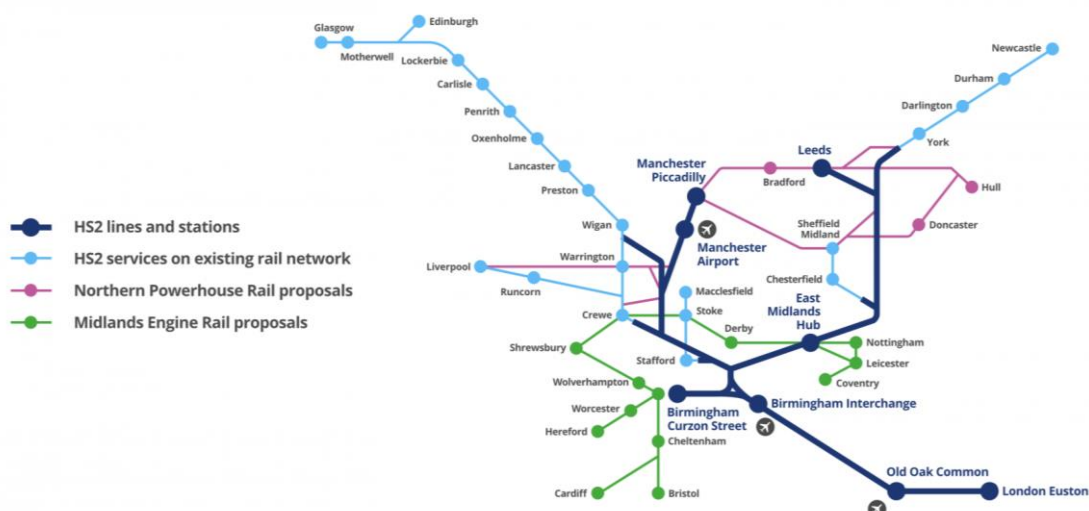 Glasgow
Edinburgh
Motherwell
Lockerbie
Carlisle
Penrith
Oxenholme
Lancaster
Preston
Wigan
Warrington
Liverpool
Runcorn
Crewe
Newcastle
Durham
Darlington
York
Leeds
Manchester
Piccadilly
Bradford
Hull
Manchester
Airport
Sheffield
Midland
Doncaster
Chesterfield
Macclesfield
Stoke
East
Midlands
Hub
Derby
Nottingham
Leicester
Coventry
Shrewsbury
Stafford
Wolverhampton
Worcester
Hereford
Birmingham
Curzon Street
Birmingham Interchange
Cheltenham
Cardiff
Bristol
Old Oak Common
London Euston
HS2 lines and stations
HS2 services on existing rail network
Northern Powerhouse Rail proposals
Midlands Engine Rail proposals